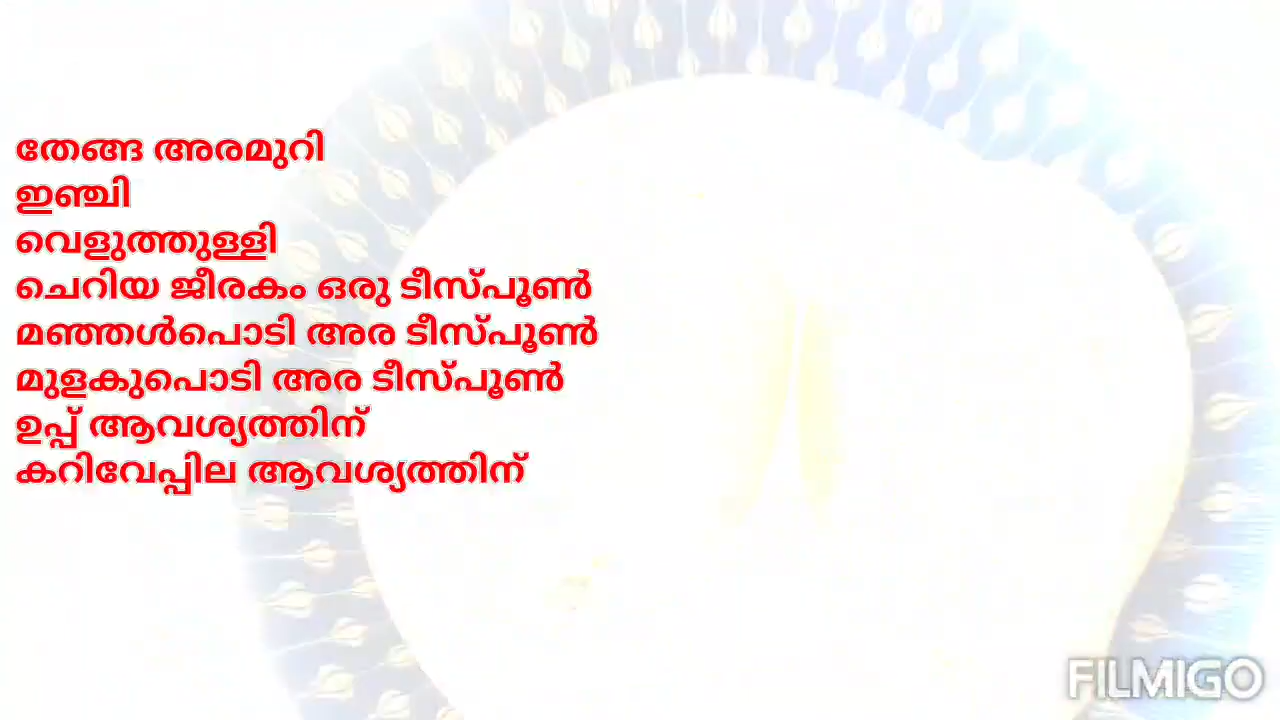 തേങ്ങ അരമുറി
ഇഞ്ചി
വെളുത്തുള്ളി
ചെറിയ ജീരകം ഒരു ടീസ്പൂൺ
മഞ്ഞൾപൊടി അര ടീസ്പൂൺ
മുളകുപൊടി അര ടീസ്പൂൺ
ഉപ്പ് ആവശ്യത്തിന്
കറിവേപ്പില ആവശ്യത്തിന്
FILMIGO